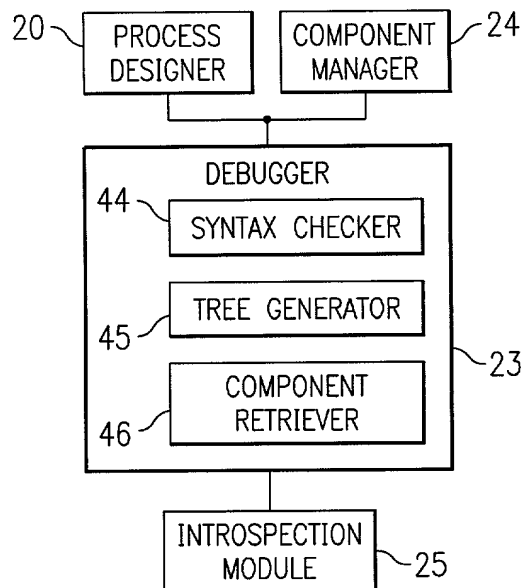 20
PROCESS
DESIGNER
COMPONENT
MANAGER
24
DEBUGGER
44
SYNTAX CHECKER
45
TREE GENERATOR
46
COMPONENT
RETRIEVER
23
INTROSPECTION
MODULE
25